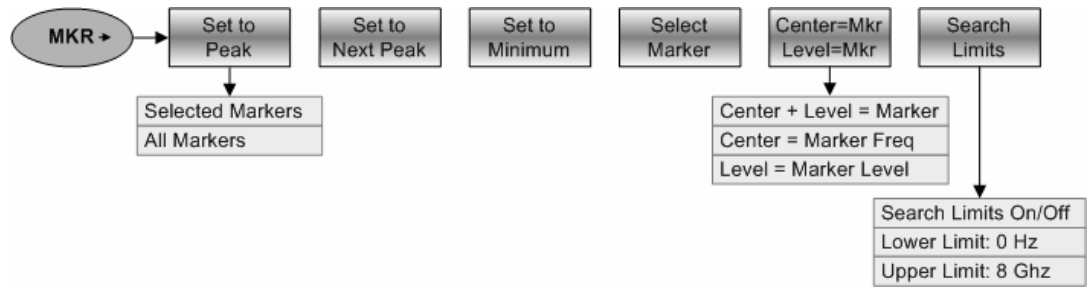 MKR →
Set to
Peak
Set to
Next Peak
Set to
Minimum
Select
Marker
Center=Mkr
Level=Mkr
Search
Limits
Selected Markers
All Markers
Center + Level = Marker
Center = Marker Freq
Level = Marker Level
Search Limits On/Off
Lower Limit: 0 Hz
Upper Limit: 8 Ghz